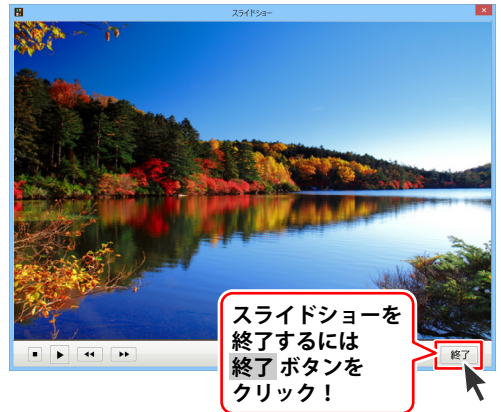 スライドショー
スライドショーを
終了するには
終了 ボタンを
クリック！
終了